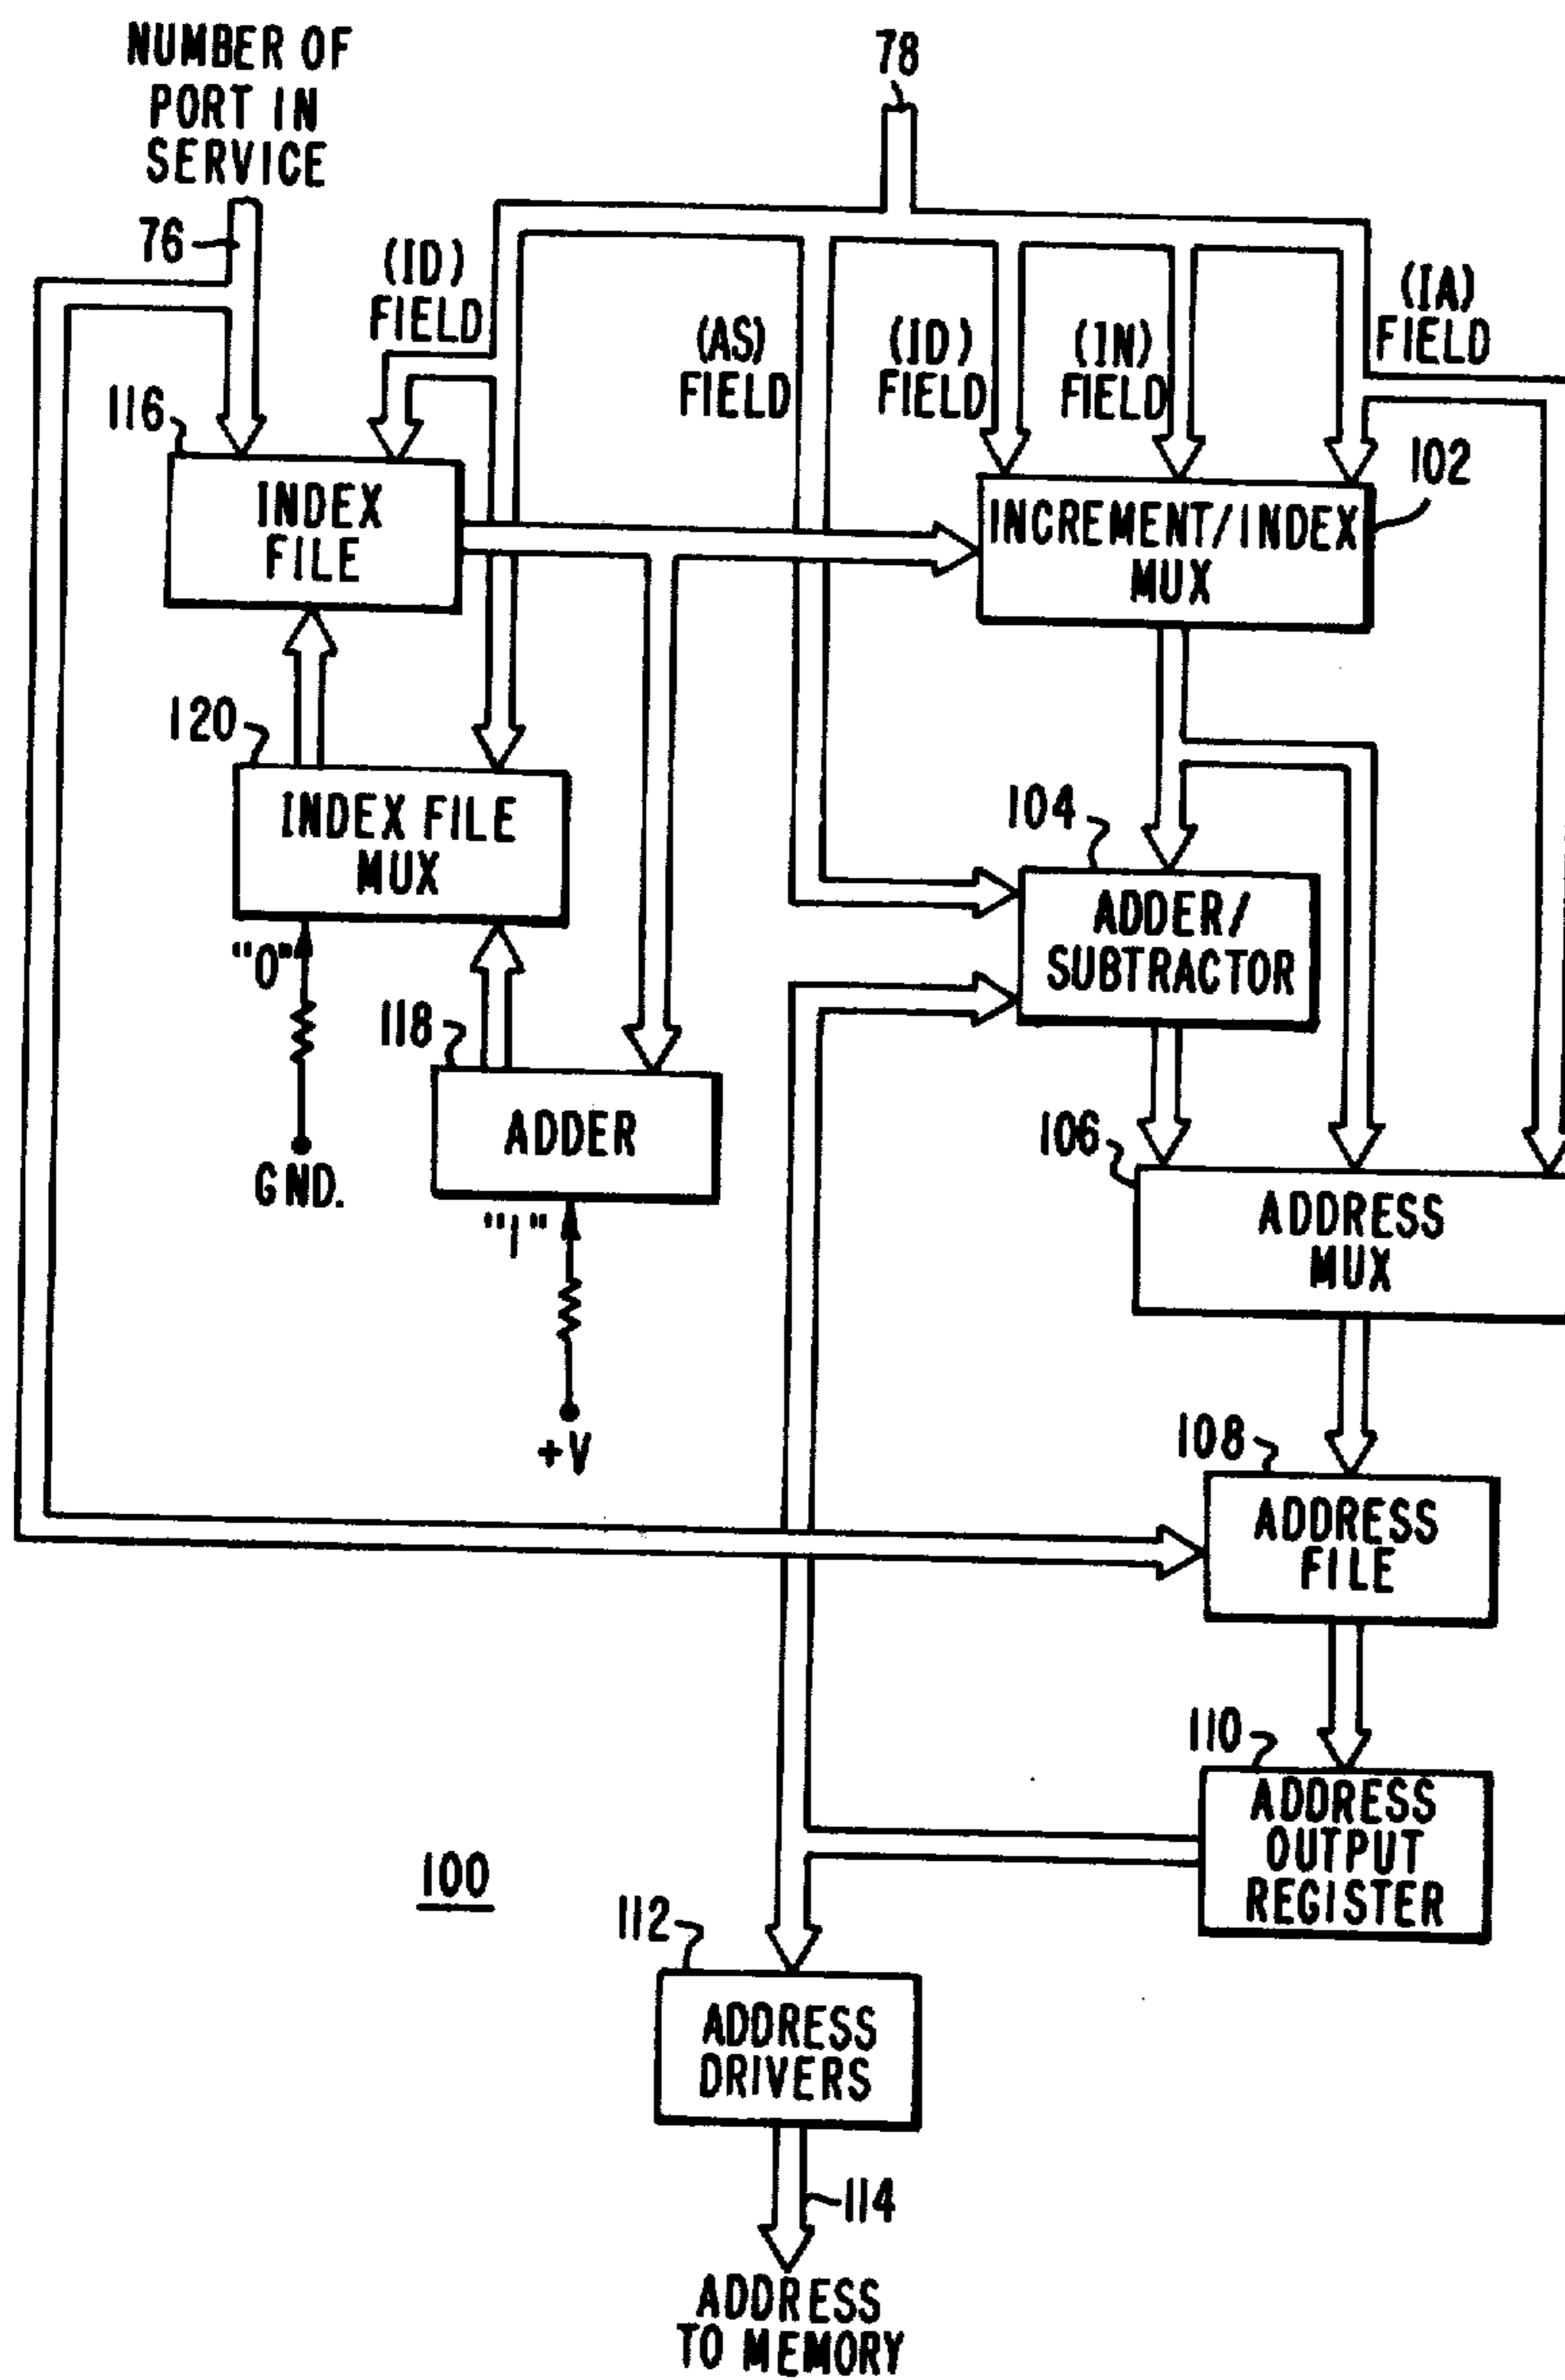 NUMBER OF
PORT IN
SERVICE
78
76
(ID)
FIELD
(AS)
FIELD
(ID)
FIELD
(IN)
FIELD
(IA)
FIELD
116
102
INDEX
FILE
INCREMENT/INDEX
MUX
120
INDEX FILE
MUX
104
ADDER/
SUBTRACTOR
"0"
118
GND.
ADDER
106
ADDRESS
MUX
"1"
+V
108
ADDRESS
FILE
110
ADDRESS
OUTPUT
REGISTER
100
112
ADDRESS
DRIVERS
114
ADDRESS
TO MEMORY